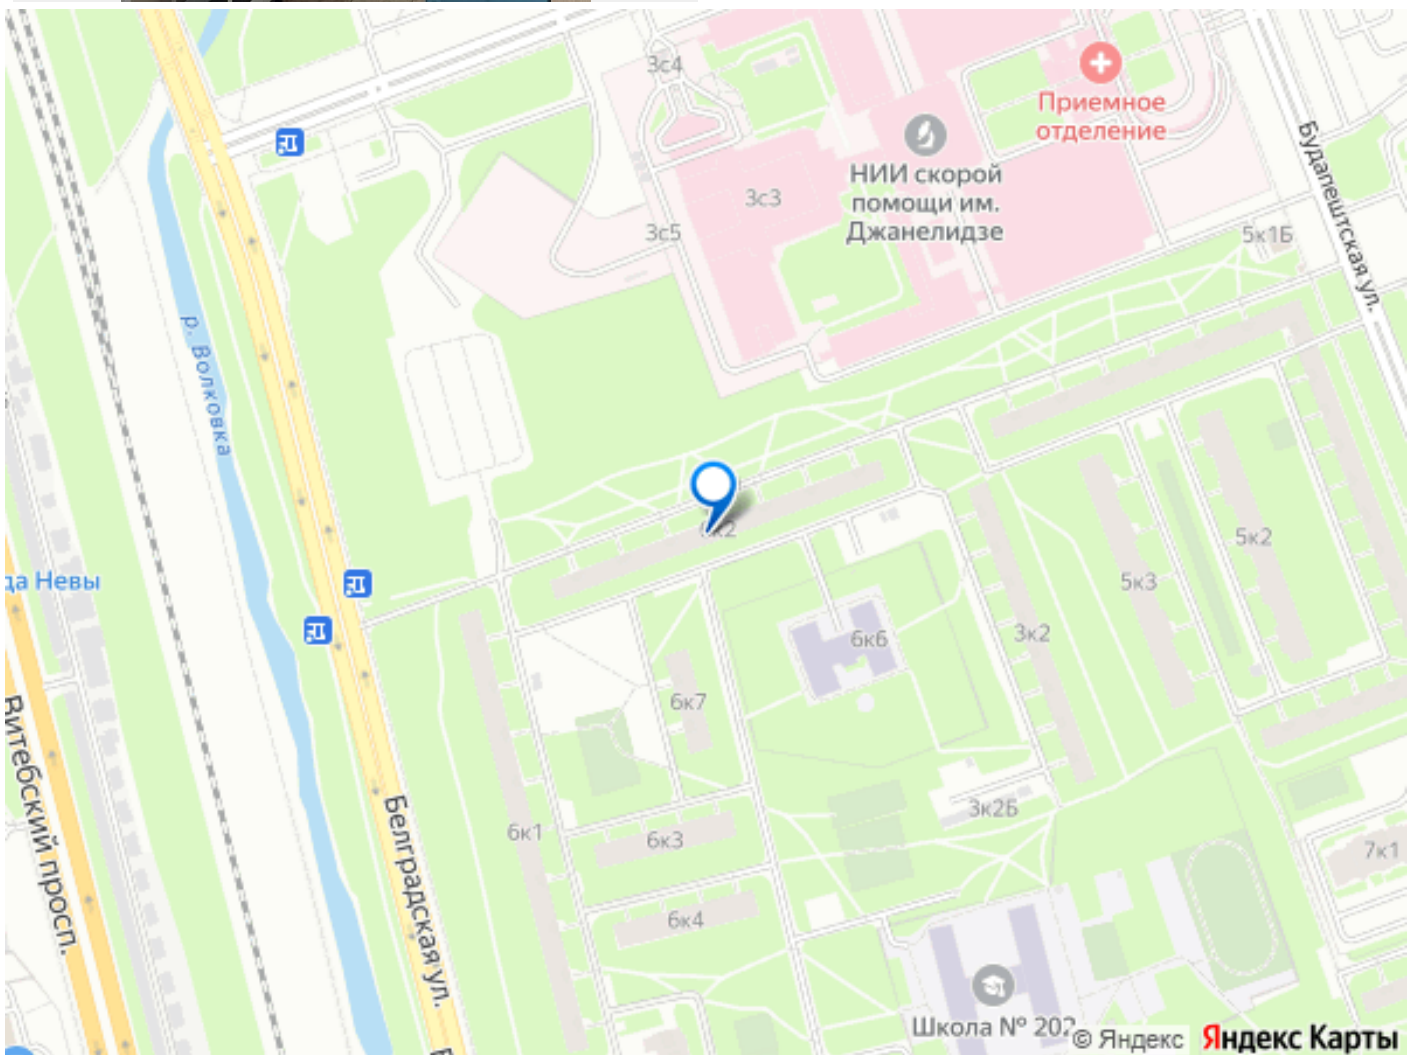 3с4
Приемное
отделение
НИИ скорой
помощи им.
Джанелидзе
3с3
3с5
Будапештская ул.
5к1Б
р. Волковка
6к2
5к2
5к3
да Невы
6к6
3к2
6к7
Витебский просп.
Белградская ул.
6к1
6к3
3к2Б
7к1
6к4
Школа № 202
© Яндекс Яндекс Карты